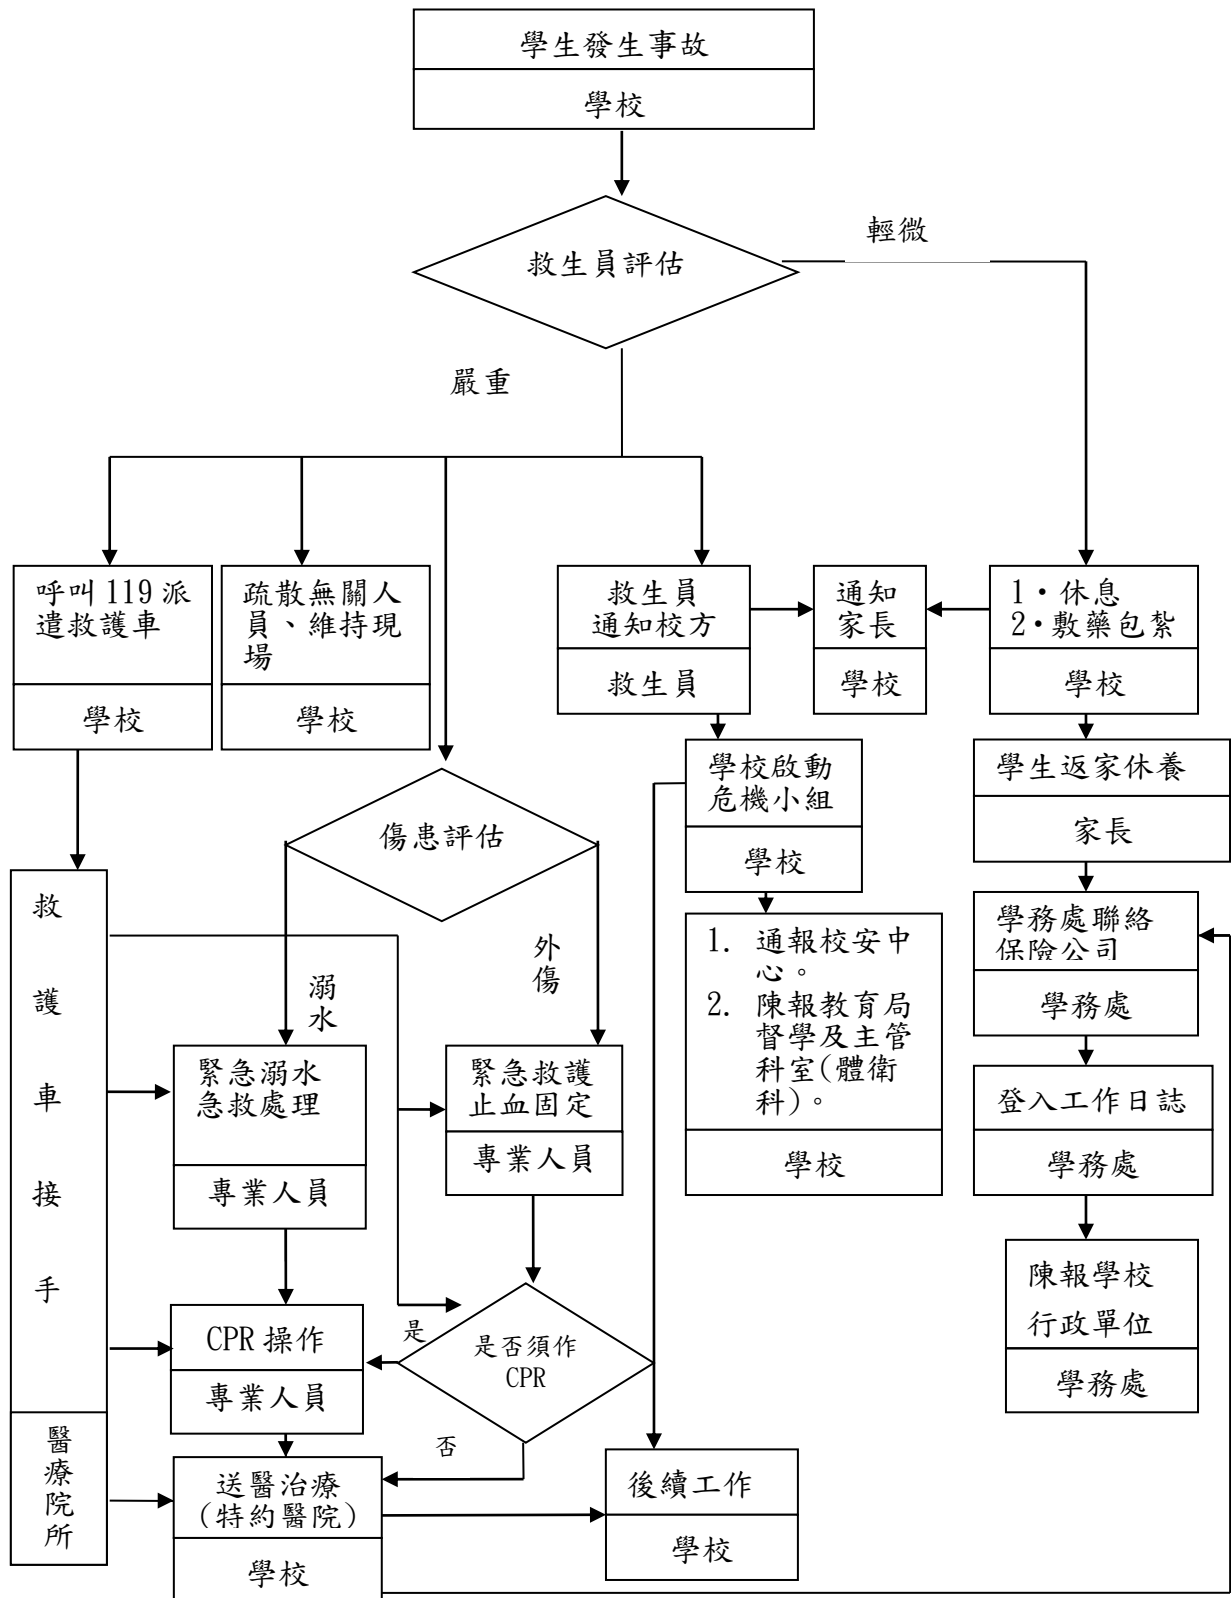 學生發生事故
學校
救生員評估
輕微
嚴重
呼叫119派
遣救護車
學校
疏散無關人
員、維持現
場
學校
救生員
通知校方
救生員
通知
家長
學校
1·休息
2·敷藥包紮
學校
學校啟動
危機小組
學校
學生返家休養
家長
傷患評估
溺水
外傷
救護車接手
醫療院所
1. 通報校安中
心。
2. 陳報教育局
督學及主管
科室(體衛
科)。
學校
學務處聯絡
保險公司
學務處
緊急溺水
急救處理
專業人員
緊急救護
止血固定
專業人員
登入工作日誌
學務處
陳報學校
行政單位
學務處
CPR操作
專業人員
是
是否須作
CPR
否
送醫治療
(特約醫院)
學校
後續工作
學校